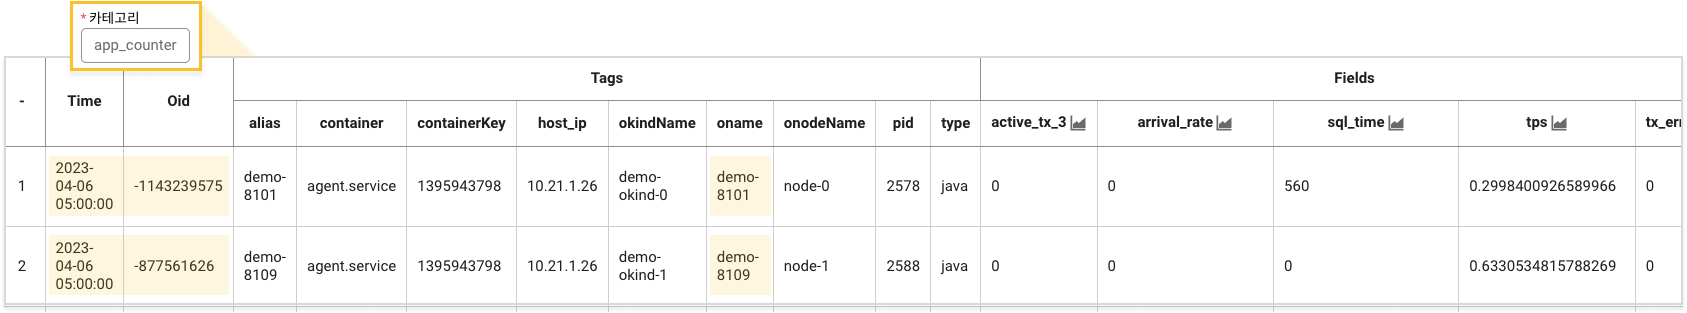 * 카테고리
app_counter
- Time Oid Tags Fields
alias container containerKey host_ip okindName oname onodeName pid type active_tx_3 arrival_rate sql_time tps tx_err
1 2023-04-06 05:00:00 -1143239575 demo-8101 agent.service 1395943798 10.21.1.26 demo-okind-0 demo-8101 node-0 2578 java 0 0 560 0.2998400926589966 0
2 2023-04-06 05:00:00 -877561626 demo-8109 agent.service 1395943798 10.21.1.26 demo-okind-1 demo-8109 node-1 2588 java 0 0 0 0.6330534815788269 0